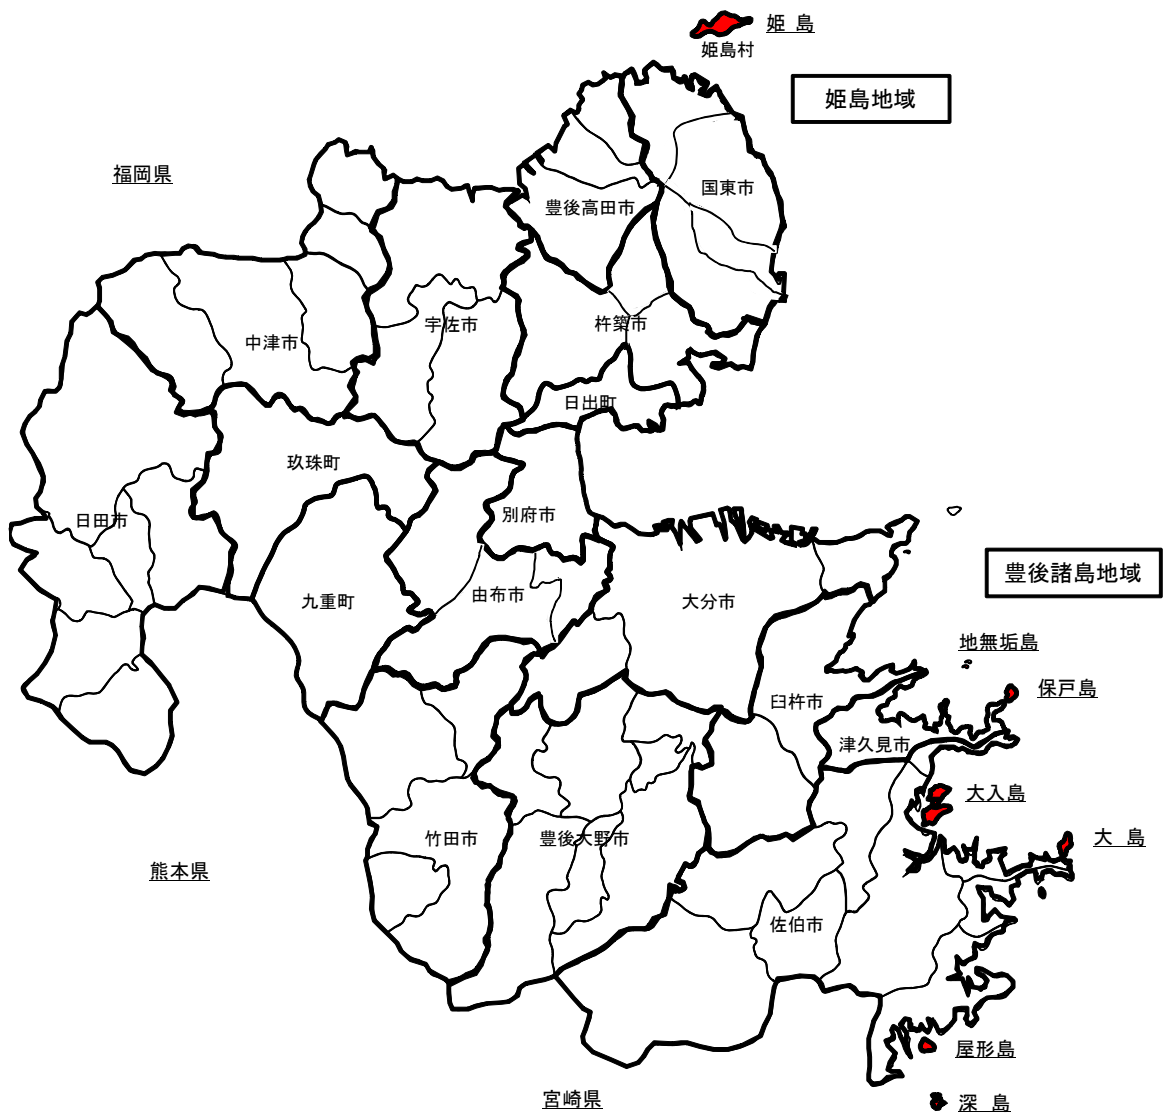 姫 島
姫島村
姫島地域
福岡県
国東市
豊後高田市
杵築市
宇佐市
中津市
日出町
玖珠町
別府市
日田市
豊後諸島地域
由布市
九重町
大分市
地無垢島
保戸島
臼杵市
津久見市
大入島
大 島
竹田市
豊後大野市
熊本県
佐伯市
屋形島
宮崎県
深 島